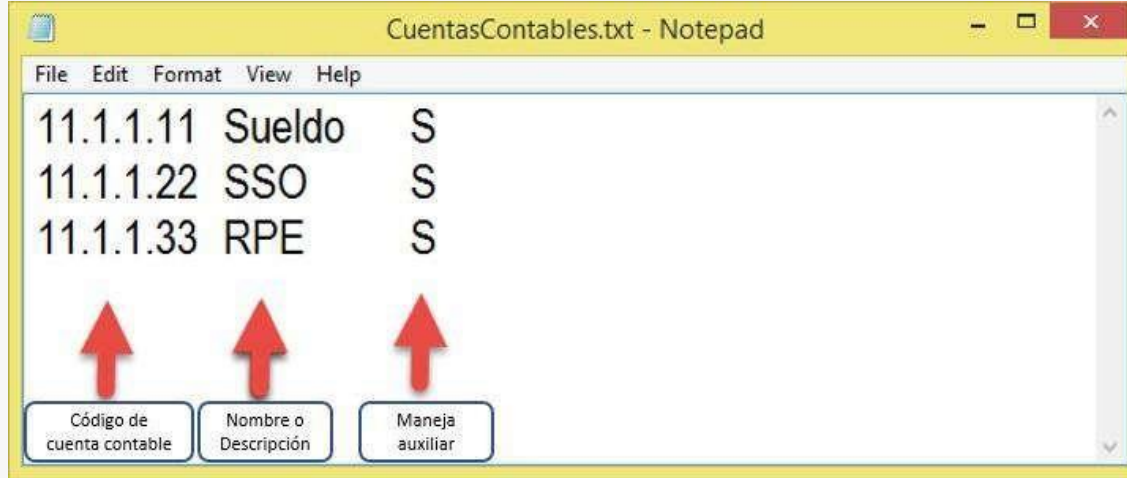 CuentasContables.txt - Notepad
File Edit Format View Help
11.1.1.11 Sueldo S
11.1.1.22 SSO S
11.1.1.33 RPE S
Código de
cuenta contable
Nombre o
Descripción
Maneja
auxiliar